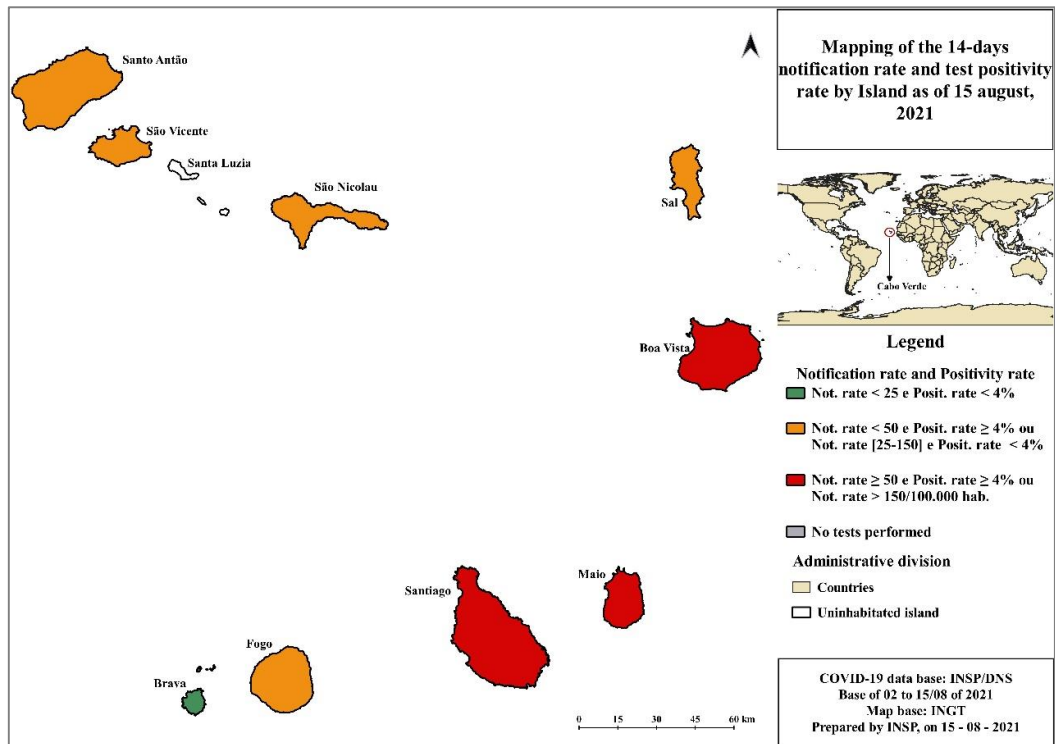 Mapping of the 14-days
notification rate and test positivity
rate by Island as of 15 august,
2021
Santo Antão
São Vicente
Santa Luzia
São Nicolau
Sal
Boa Vista
Santiago
Maio
Fogo
Brava
0 15 30 45 60 km
Cabo Verde
Legend
Notification rate and Positivity rate
Not. rate < 25 e Posit. rate < 4%
Not. rate < 50 e Posit. rate ≥ 4% ou
Not. rate [25-150] e Posit. rate < 4%
Not. rate ≥ 50 e Posit. rate ≥ 4% ou
Not. rate > 150/100.000 hab.
No tests performed
Administrative division
Countries
Uninhabitated island
COVID-19 data base: INSP/DNS
Base of 02 to 15/08 of 2021
Map base: INGT
Prepared by INSP, on 15 - 08 - 2021